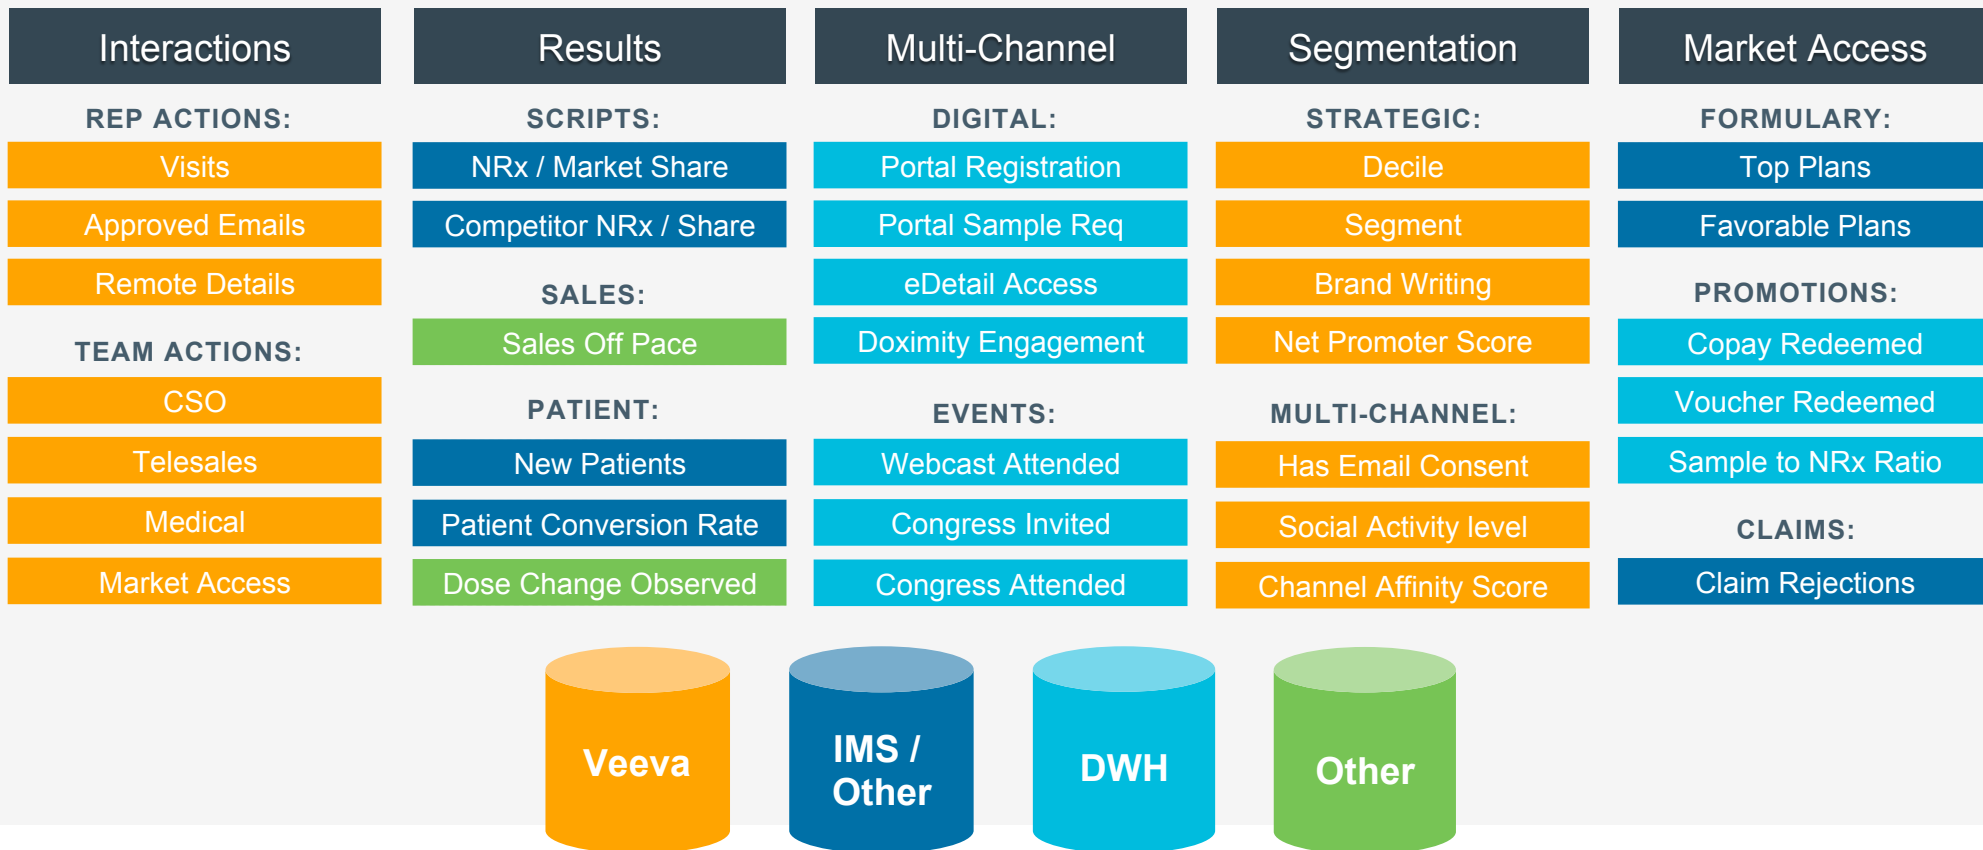 Interactions
REP ACTIONS:
Visits
Approved Emails
Remote Details
TEAM ACTIONS:
CSO
Telesales
Medical
Market Access
Results
SCRIPTS:
NRx / Market Share
Competitor NRx / Share
SALES:
Sales Off Pace
PATIENT:
New Patients
Patient Conversion Rate
Dose Change Observed
Multi-Channel
DIGITAL:
Portal Registration
Portal Sample Req
eDetail Access
Doximity Engagement
EVENTS:
Webcast Attended
Congress Invited
Congress Attended
Segmentation
STRATEGIC:
Decile
Segment
Brand Writing
Net Promoter Score
MULTI-CHANNEL:
Has Email Consent
Social Activity level
Channel Affinity Score
Market Access
FORMULARY:
Top Plans
Favorable Plans
PROMOTIONS:
Copay Redeemed
Voucher Redeemed
Sample to NRx Ratio
CLAIMS:
Claim Rejections
Veeva
IMS /
Other
DWH
Other